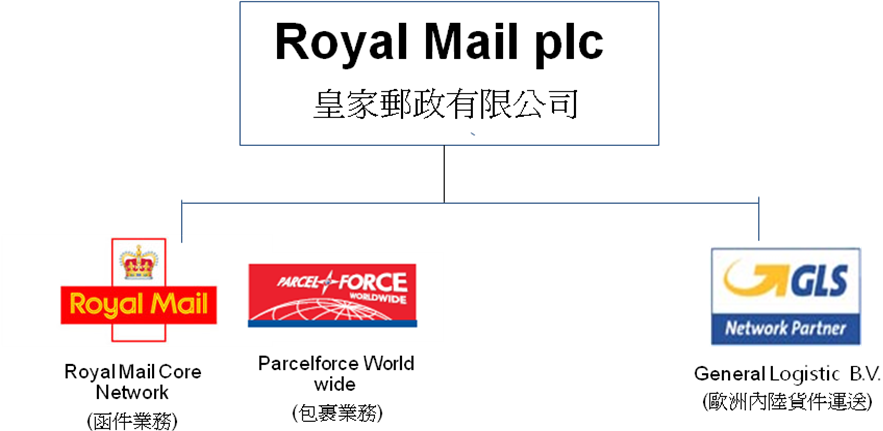 Royal Mail plc
皇家郵政有限公司
、
Royal Mail
PARCEL FORCE
WORLDWIDE
GLS
Network Partner
Royal Mail Core
Network
(函件業務)
Parcelforce World
wide
(包裹業務)
General Logistic B.V.
(歐洲內陸貨件運送)